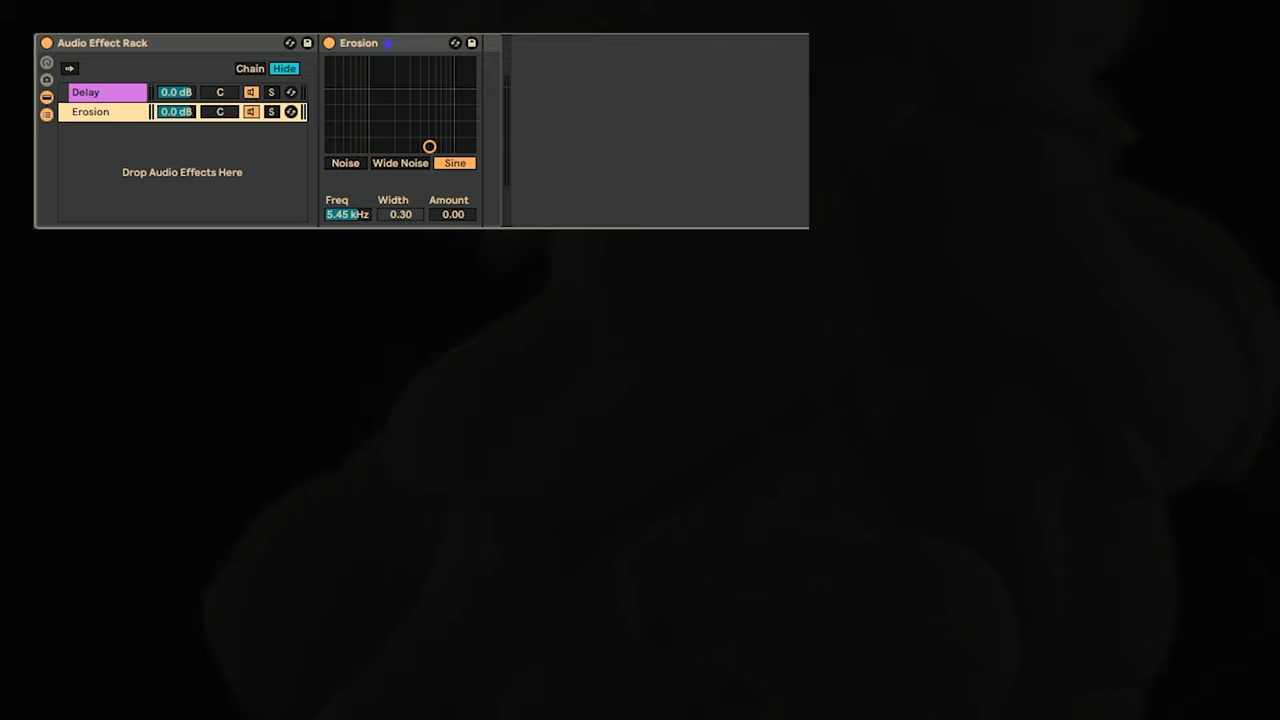 Audio Effect Rack
Chain Hide
Delay 0.0 dB C S
Erosion 0.0 dB C S
Drop Audio Effects Here
Erosion
Noise Wide Noise Sine
Freq Width Amount
5.45 kHz 0.30 0.00